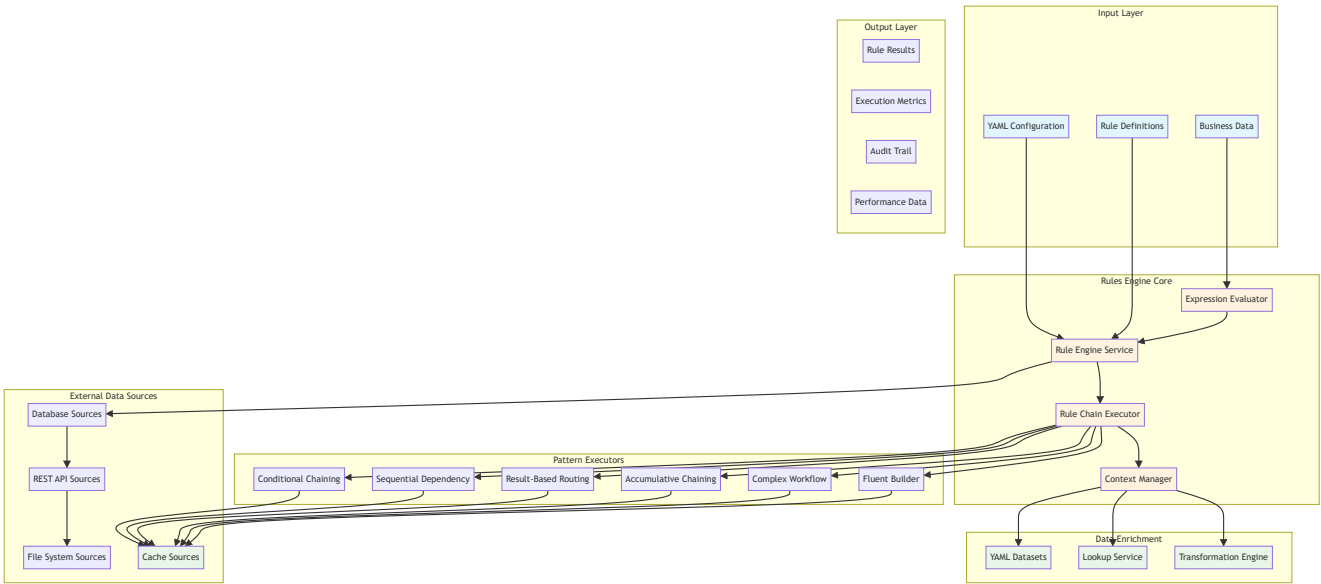 Input Layer
Output Layer
Rule Results
Execution Metrics
YAML Configuration
Rule Definitions
Business Data
Audit Trail
Performance Data
Rules Engine Core
Expression Evaluator
Rule Engine Service
External Data Sources
Database Sources
Rule Chain Executor
Pattern Executors
REST API Sources
Conditional Chaining
Sequential Dependency
Result-Based Routing
Accumulative Chaining
Complex Workflow
Fluent Builder
Context Manager
Data Enrichment
File System Sources
Cache Sources
YAML Datasets
Lookup Service
Transformation Engine